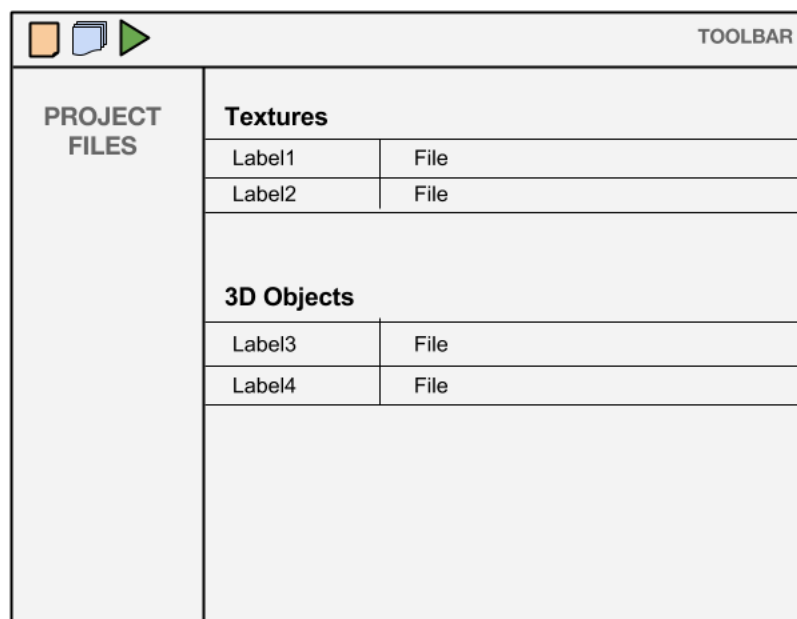 TOOLBAR
PROJECT
FILES
Textures
Label1 File
Label2 File
3D Objects
Label3 File
Label4 File